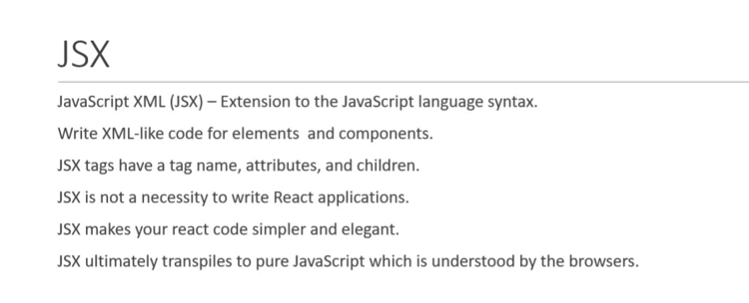 JSX
JavaScript XML (JSX) – Extension to the JavaScript language syntax.
Write XML-like code for elements and components.
JSX tags have a tag name, attributes, and children.
JSX is not a necessity to write React applications.
JSX makes your react code simpler and elegant.
JSX ultimately transpiles to pure JavaScript which is understood by the browsers.